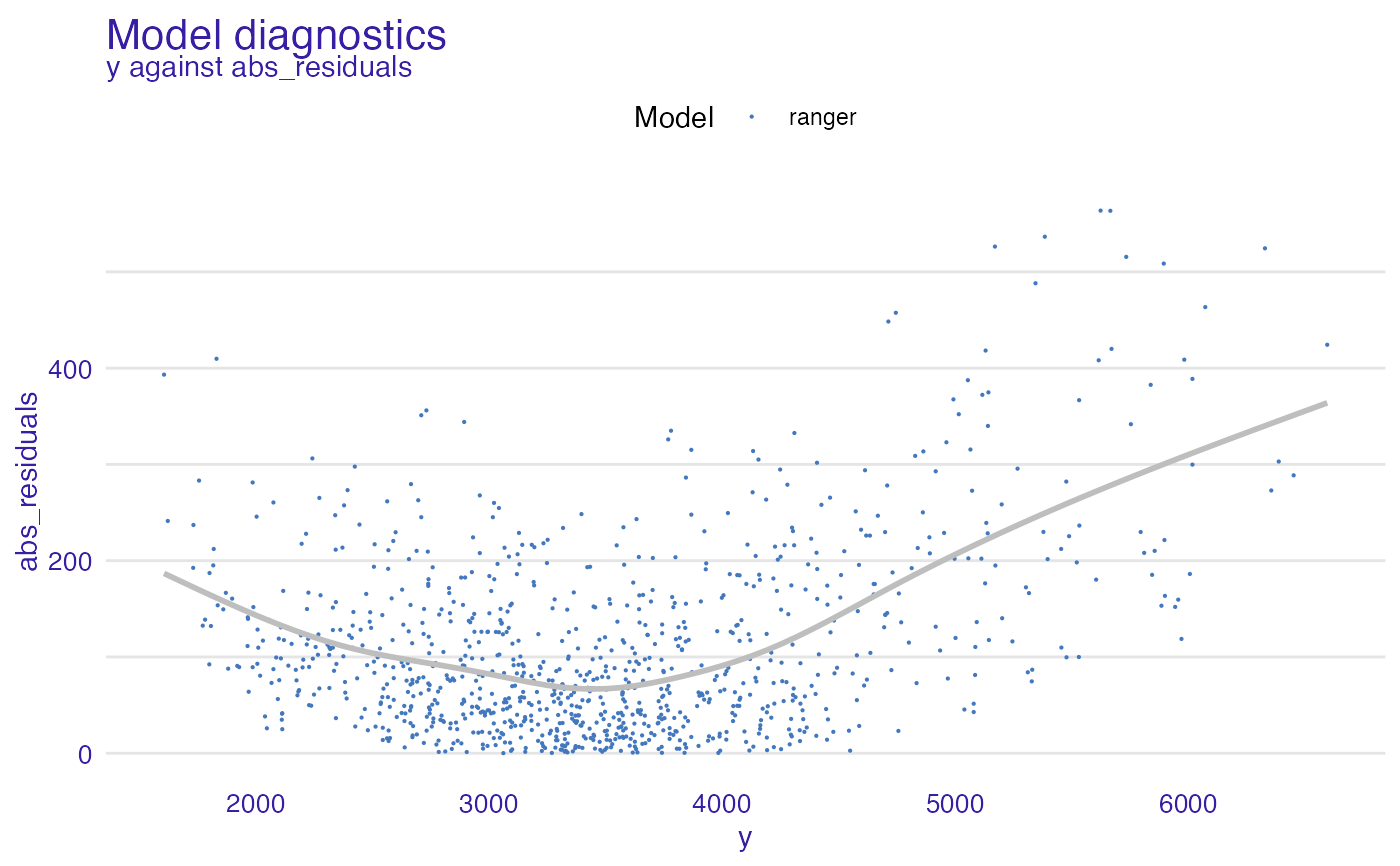 Model diagnostics
y against abs_residuals
Model ranger
abs_residuals
400
200
0
2000 3000 4000 5000 6000
y